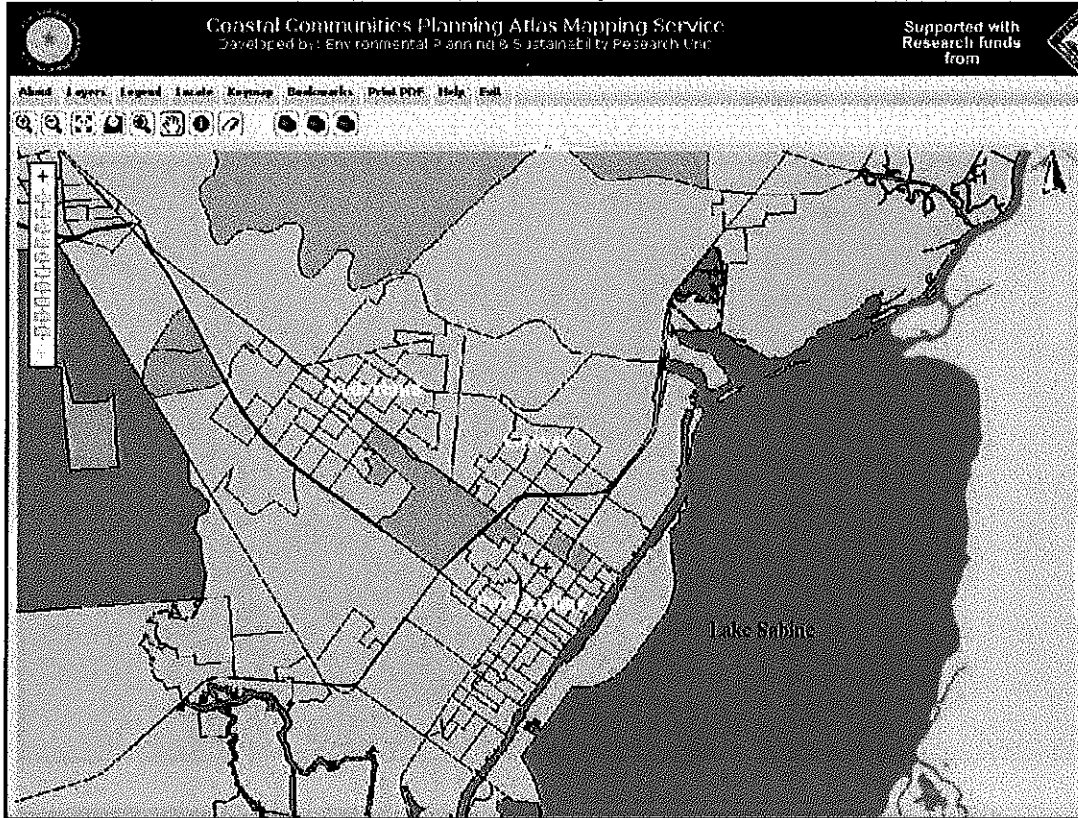 Coastal Communities Planning Atlas Mapping Service
Developed by: Environmental Planning & Sustainability Research Unit
Supported with
Research funds
from
About Layers Legend Locate Keymap Bookmarks Print PDF Help Exit
Lake Sabine